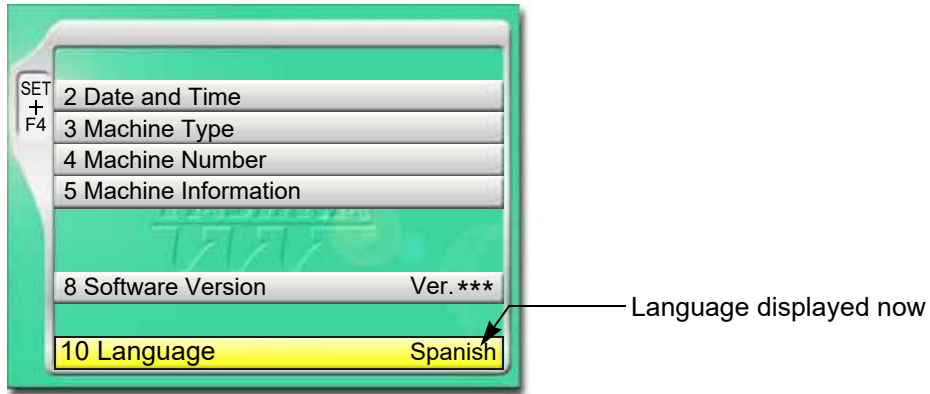 SET
+
F4
2 Date and Time
3 Machine Type
4 Machine Number
5 Machine Information
7777
8 Software Version Ver.***
10 Language Spanish
Language displayed now